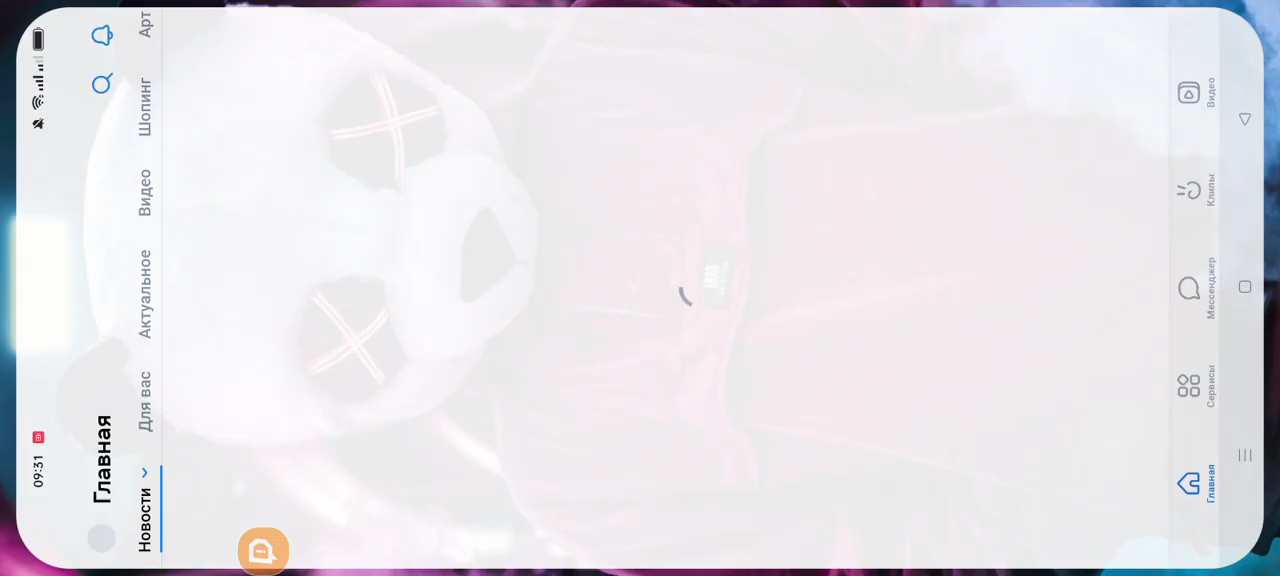 09:31
Главная
Новости Для вас Актуальное Видео Шопинг Арт
Главная Сервисы Мессенджер Клипы Видео